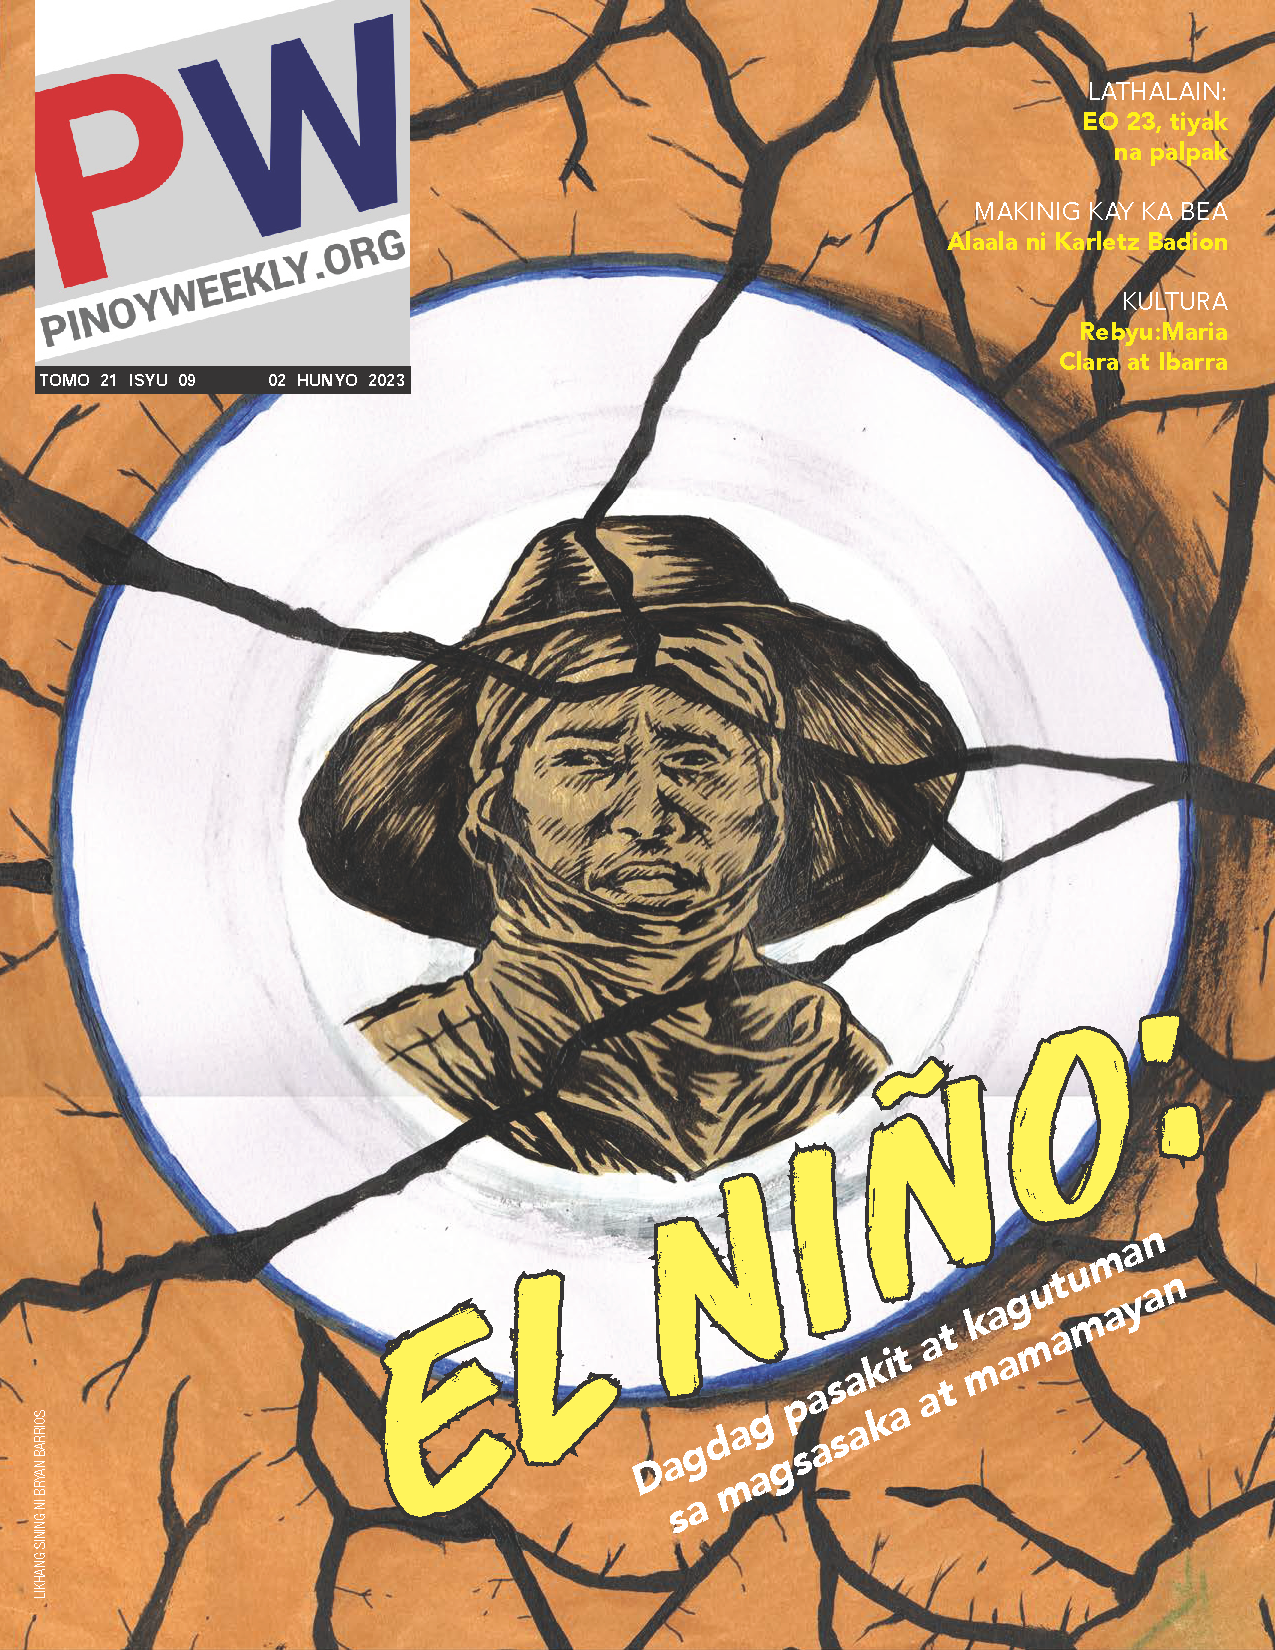 PW
PINOYWEEKLY.ORG
TOMO 21 ISYU 09 02 HUNYO 2023
LATHALAIN:
EO 23, tiyak
na palpak
MAKINIG KAY KA BEA
Alaala ni Karletz Badion
KULTURA
Rebyu:Maria
Clara at Ibarra
EL NIÑO:
Dagdag pasakit at kagutuman
sa magsasaka at mamamayan
LIKHANG SINING NI BRYAN BARRIOS